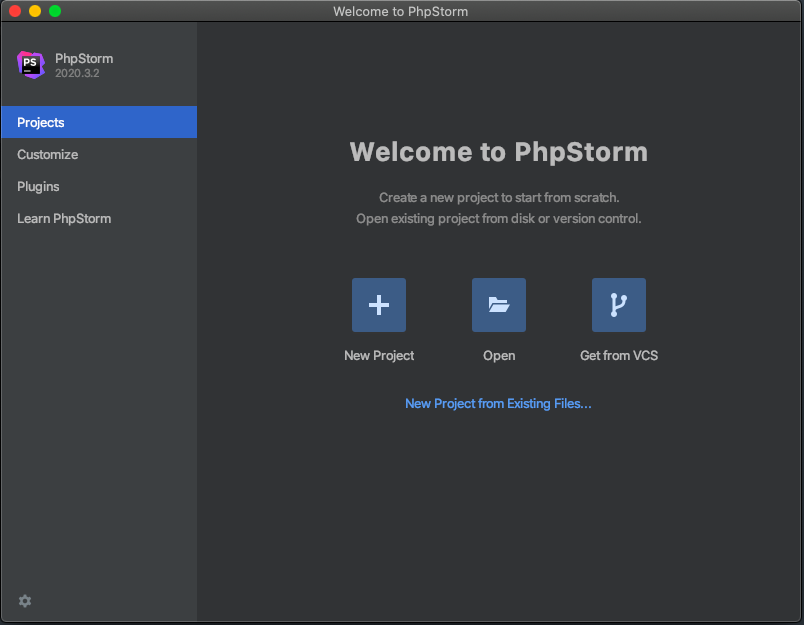 Welcome to PhpStorm
PS
PhpStorm
2020.3.2
Projects
Customize
Plugins
Learn PhpStorm
Welcome to PhpStorm
Create a new project to start from scratch.
Open existing project from disk or version control.
New Project
Open
Get from VCS
New Project from Existing Files...